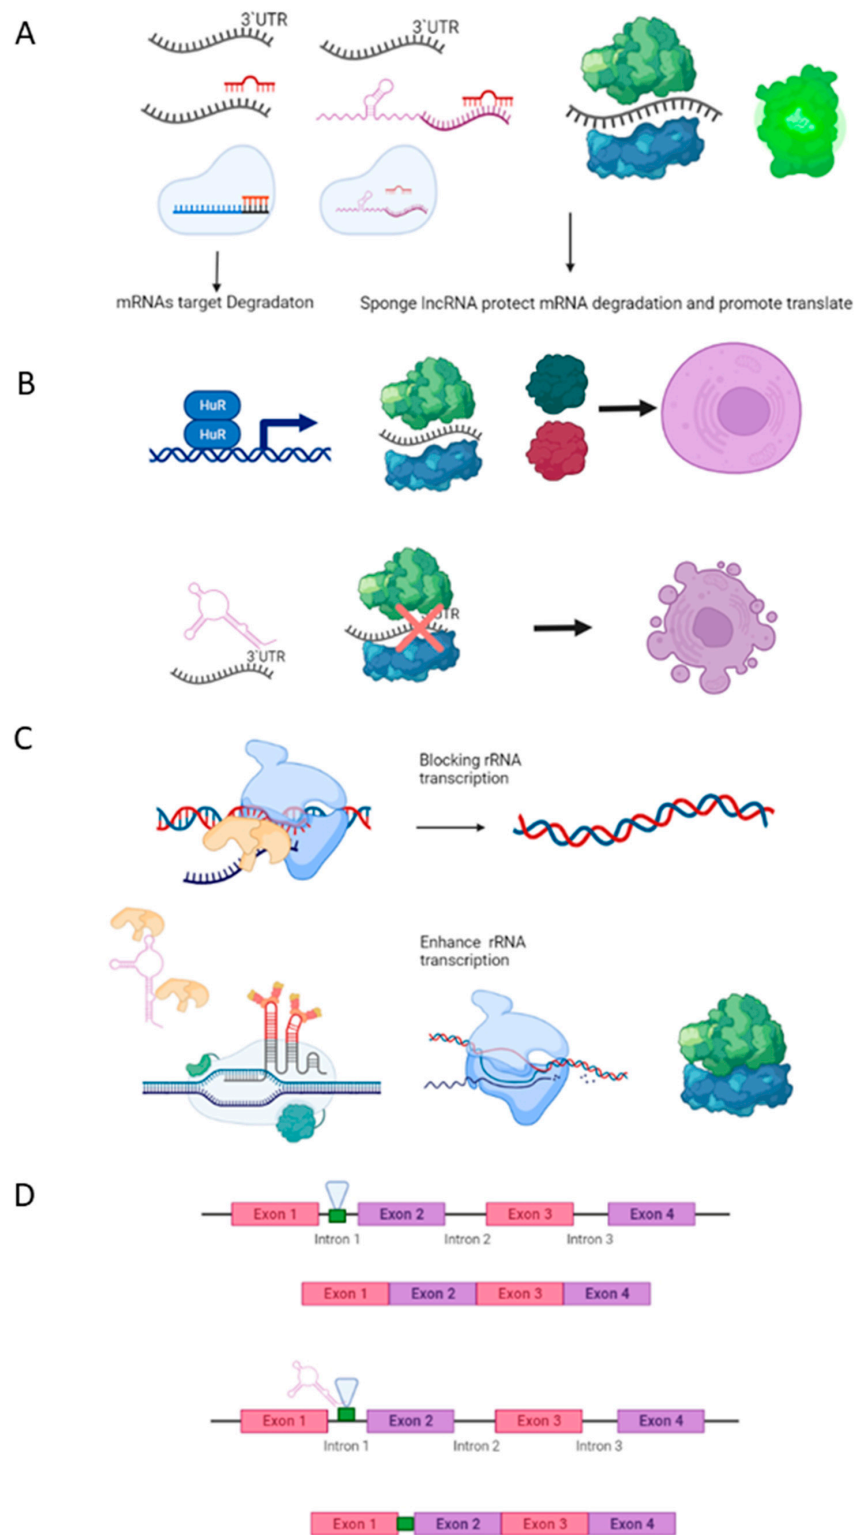 A
3`UTR
3`UTR
mRNAs target Degradaton
Sponge lncRNA protect mRNA degradation and promote translate
B
HuR
HuR
3`UTR
UTR
C
Blocking rRNA
transcription
Enhance rRNA
transcription
D
Exon 1
Exon 2
Exon 3
Exon 4
Intron 1
Intron 2
Intron 3
Exon 1
Exon 2
Exon 3
Exon 4
Exon 1
Exon 2
Exon 3
Exon 4
Intron 1
Intron 2
Intron 3
Exon 1
Exon 2
Exon 3
Exon 4